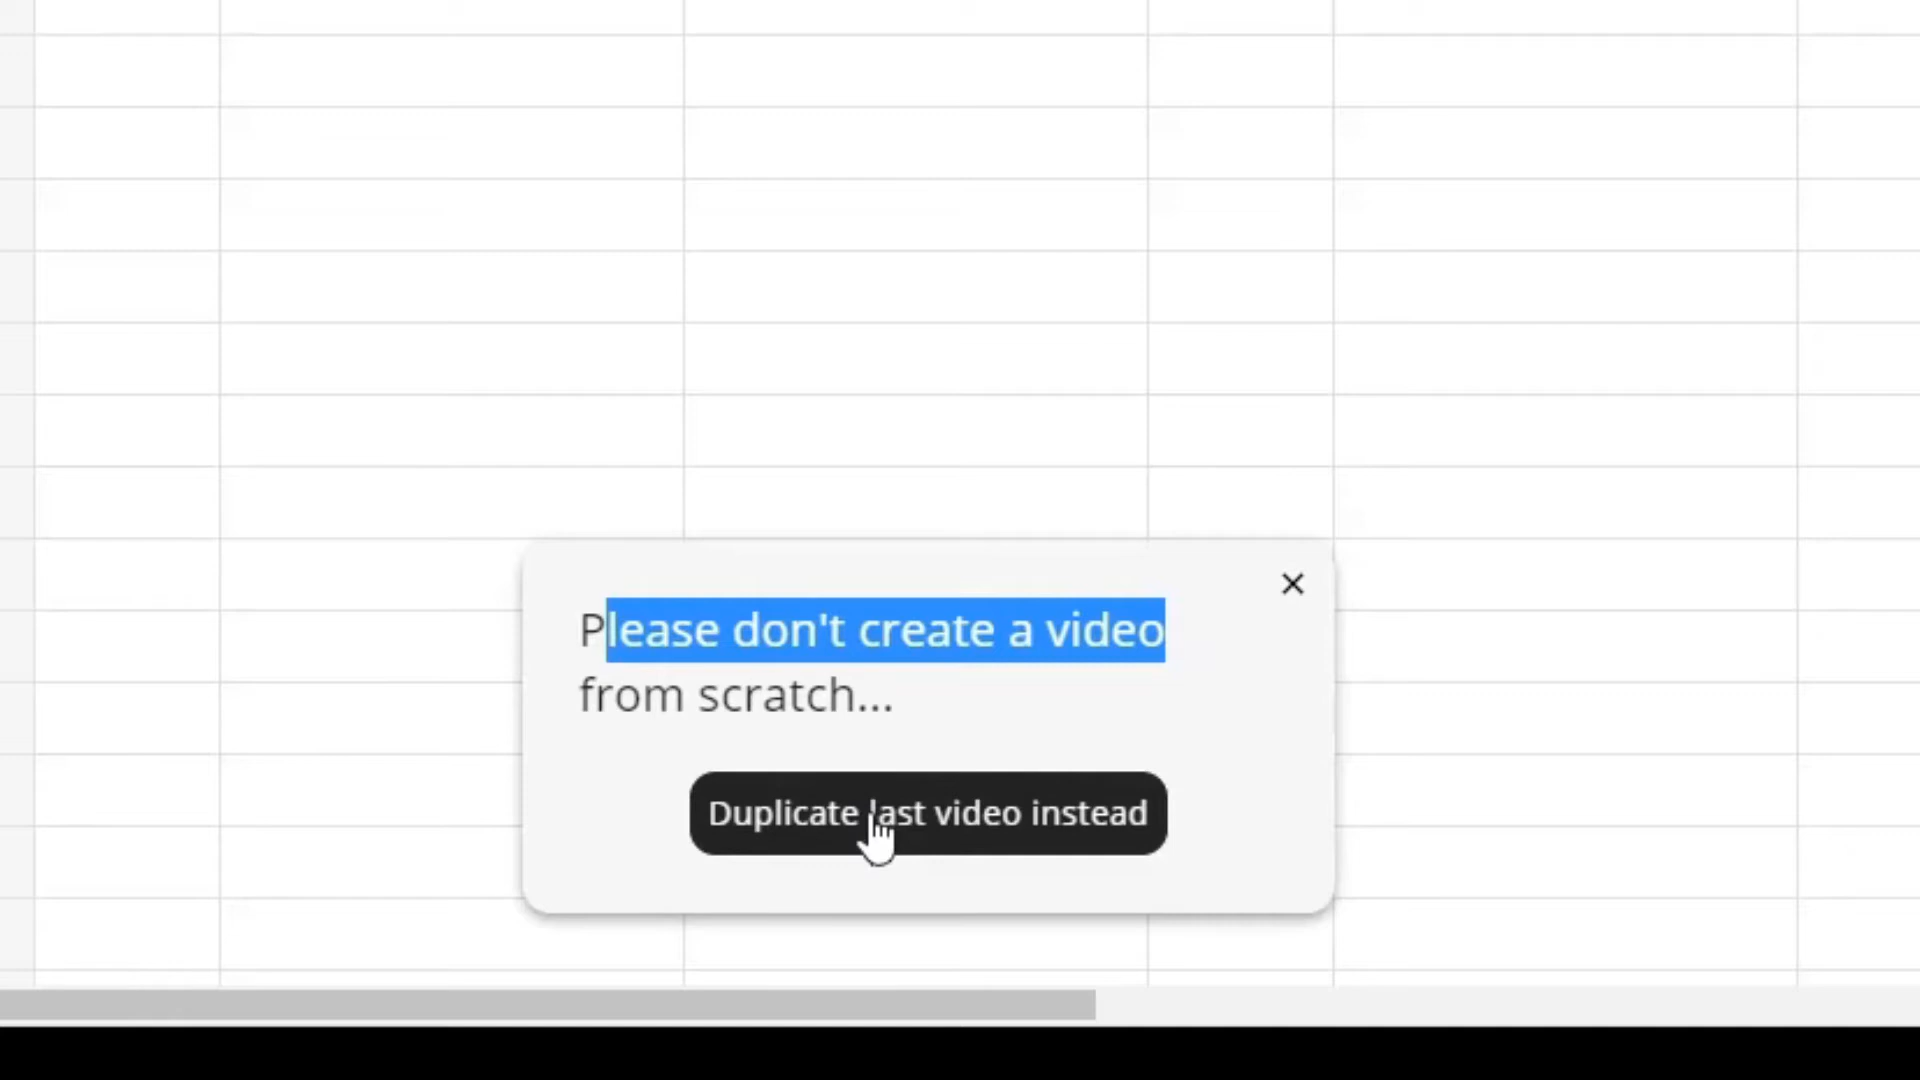 Please don't create a video
from scratch...
Duplicate last video instead